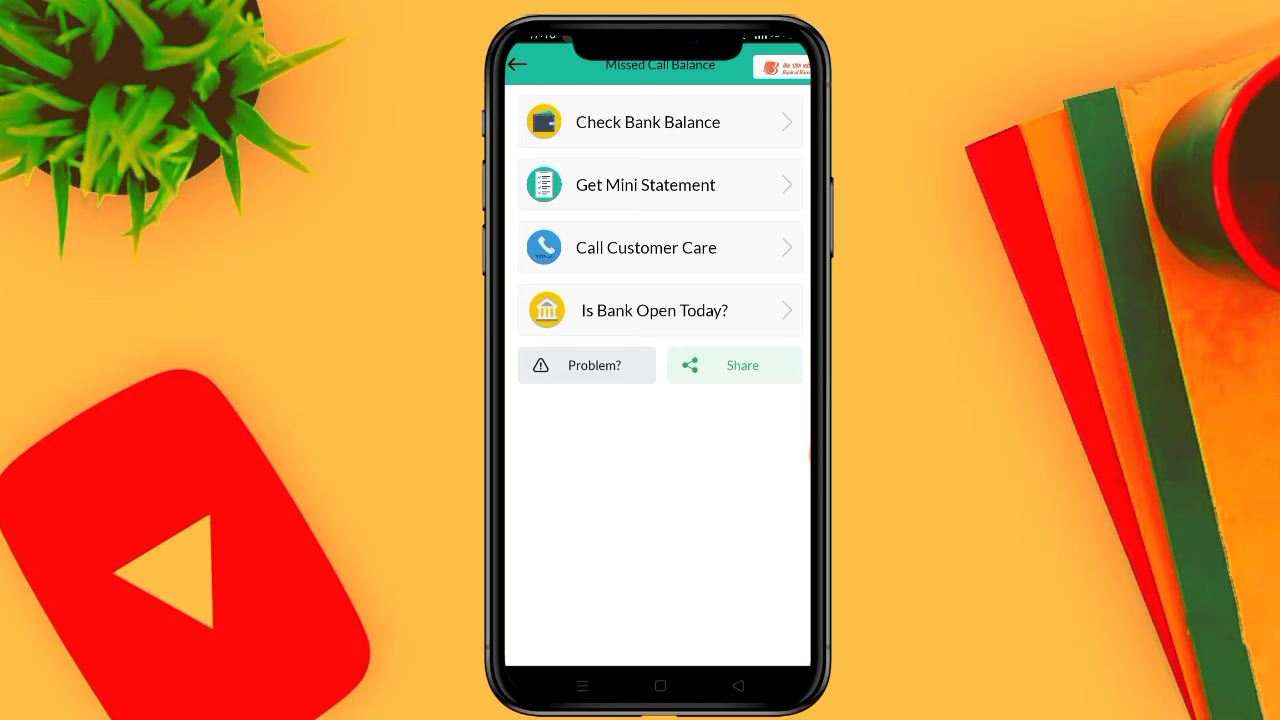 Missed Call Balance
Check Bank Balance
Get Mini Statement
Call Customer Care
Is Bank Open Today?
Problem?
Share